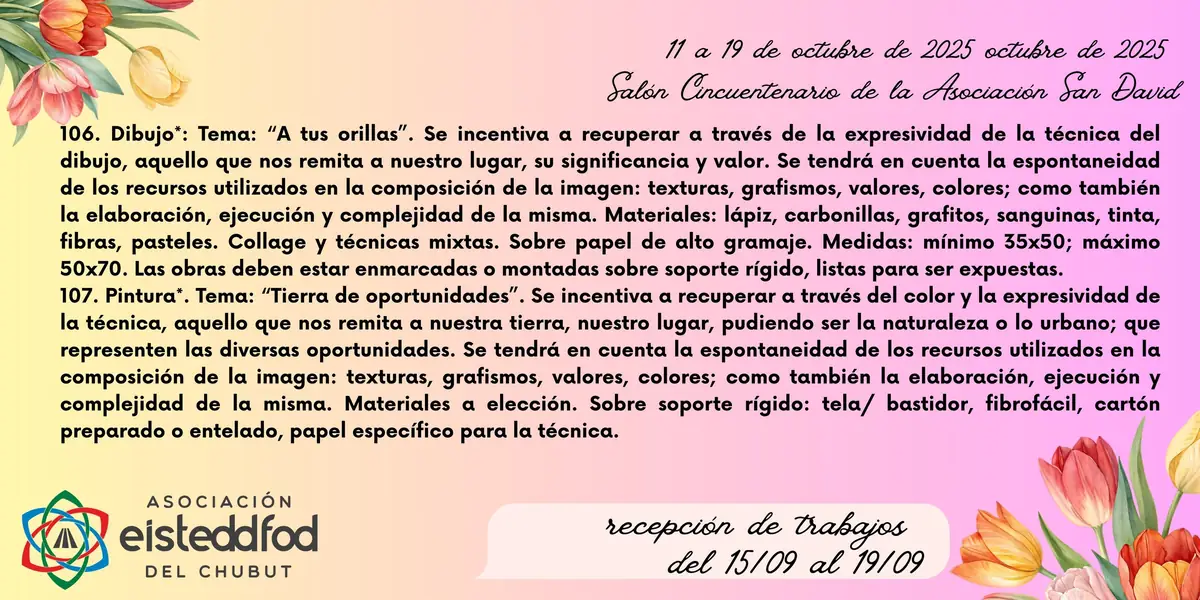 11 a 19 de octubre de 2025 octubre de 2025
Salón Cincuentenario de la Asociación San David
106. Dibujo*: Tema: “A tus orillas”. Se incentiva a recuperar a través de la expresividad de la técnica del
dibujo, aquello que nos remita a nuestro lugar, su significancia y valor. Se tendrá en cuenta la espontaneidad
de los recursos utilizados en la composición de la imagen: texturas, grafismos, valores, colores; como también
la elaboración, ejecución y complejidad de la misma. Materiales: lápiz, carbonillas, grafitos, sanguinas, tinta,
fibras, pasteles. Collage y técnicas mixtas. Sobre papel de alto gramaje. Medidas: mínimo 35x50; máximo
50x70. Las obras deben estar enmarcadas o montadas sobre soporte rígido, listas para ser expuestas.
107. Pintura*. Tema: “Tierra de oportunidades”. Se incentiva a recuperar a través del color y la expresividad de
la técnica, aquello que nos remita a nuestra tierra, nuestro lugar, pudiendo ser la naturaleza o lo urbano; que
representen las diversas oportunidades. Se tendrá en cuenta la espontaneidad de los recursos utilizados en la
composición de la imagen: texturas, grafismos, valores, colores; como también la elaboración, ejecución y
complejidad de la misma. Materiales a elección. Sobre soporte rígido: tela/ bastidor, fibrofácil, cartón
preparado o entelado, papel específico para la técnica.
ASOCIACIÓN
eisteddfod
DEL CHUBUT
recepción de trabajos
del 15/09 al 19/09